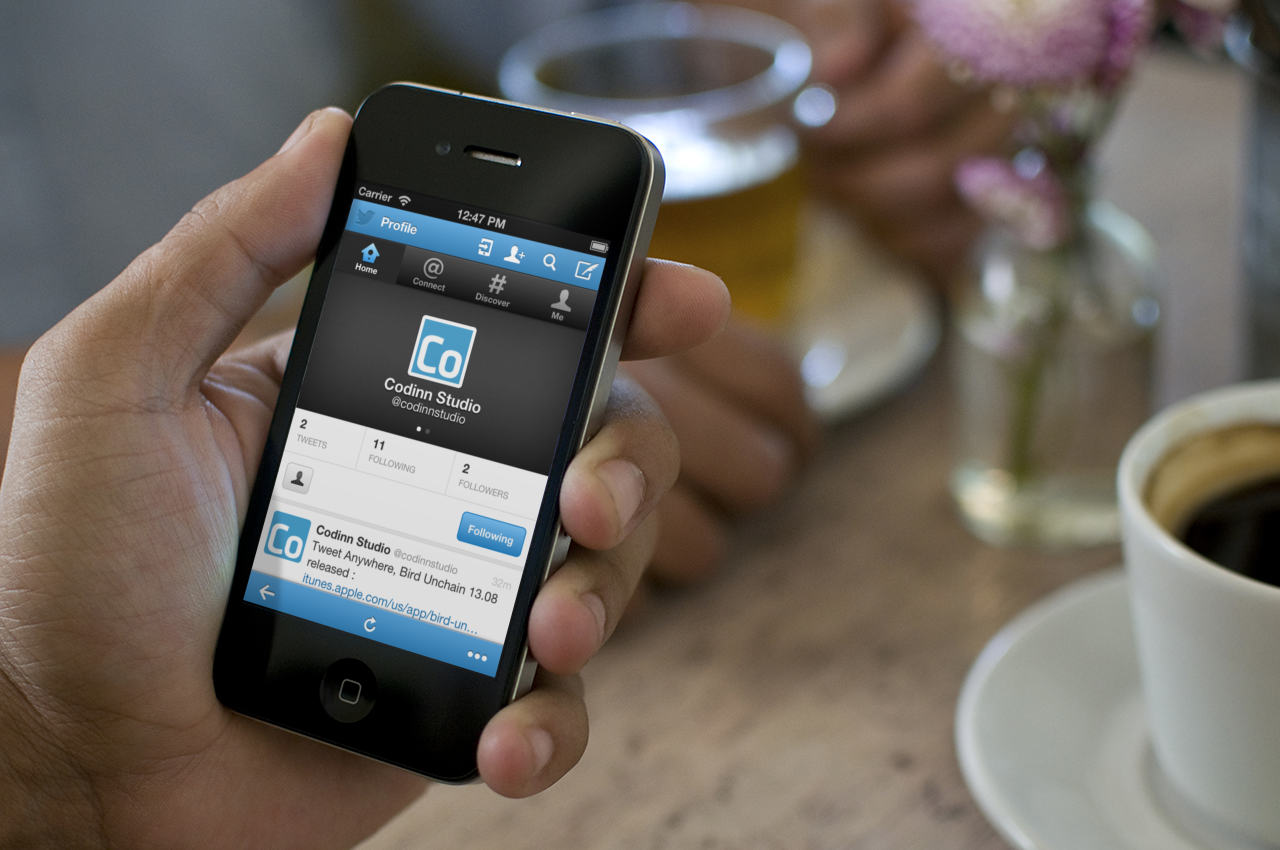 Carrier 12:47 PM
Profile
Home @ Connect # Discover Me
Co
Codinn Studio
@codinnstudio
2 11 2
TWEETS FOLLOWING FOLLOWERS
Following
Co
Codinn Studio @codinnstudio 32m
Tweet Anywhere, Bird Unchain 13.08
released :
itunes.apple.com/us/app/bird-un...